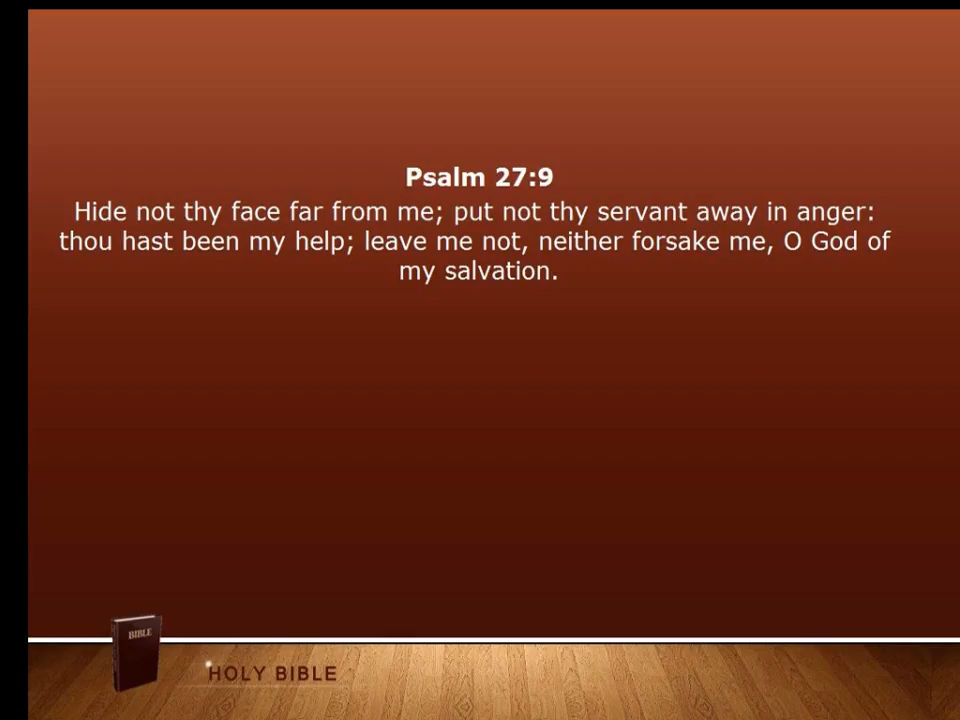 Psalm 27:9
Hide not thy face far from me; put not thy servant away in anger:
thou hast been my help; leave me not, neither forsake me, O God of
my salvation.
BIBLE
HOLY BIBLE